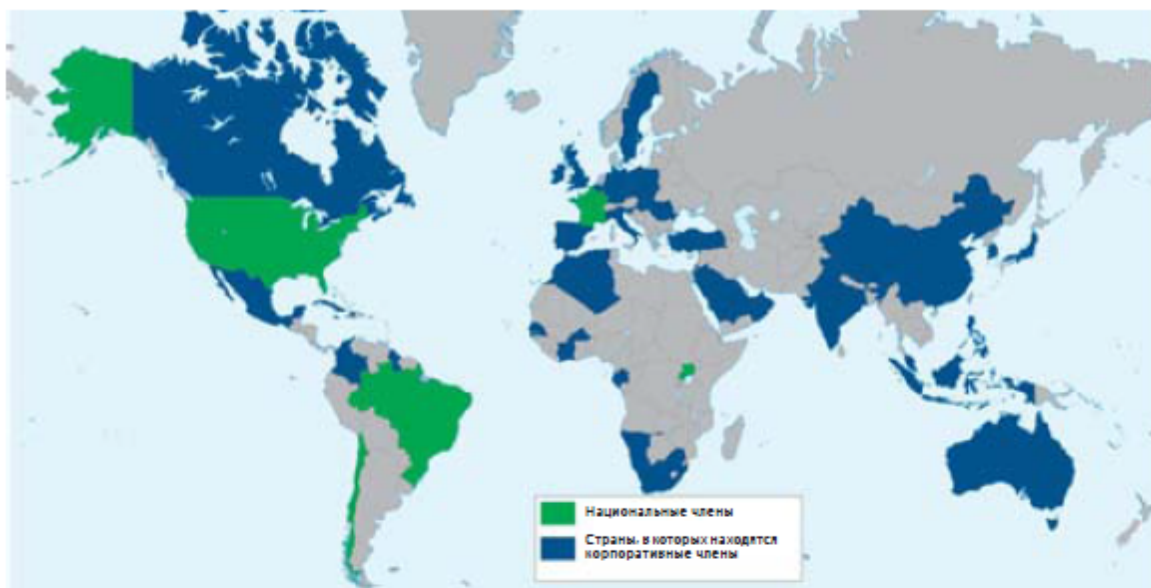 Национальные члены
Страны, в которых находятся
корпоративные члены